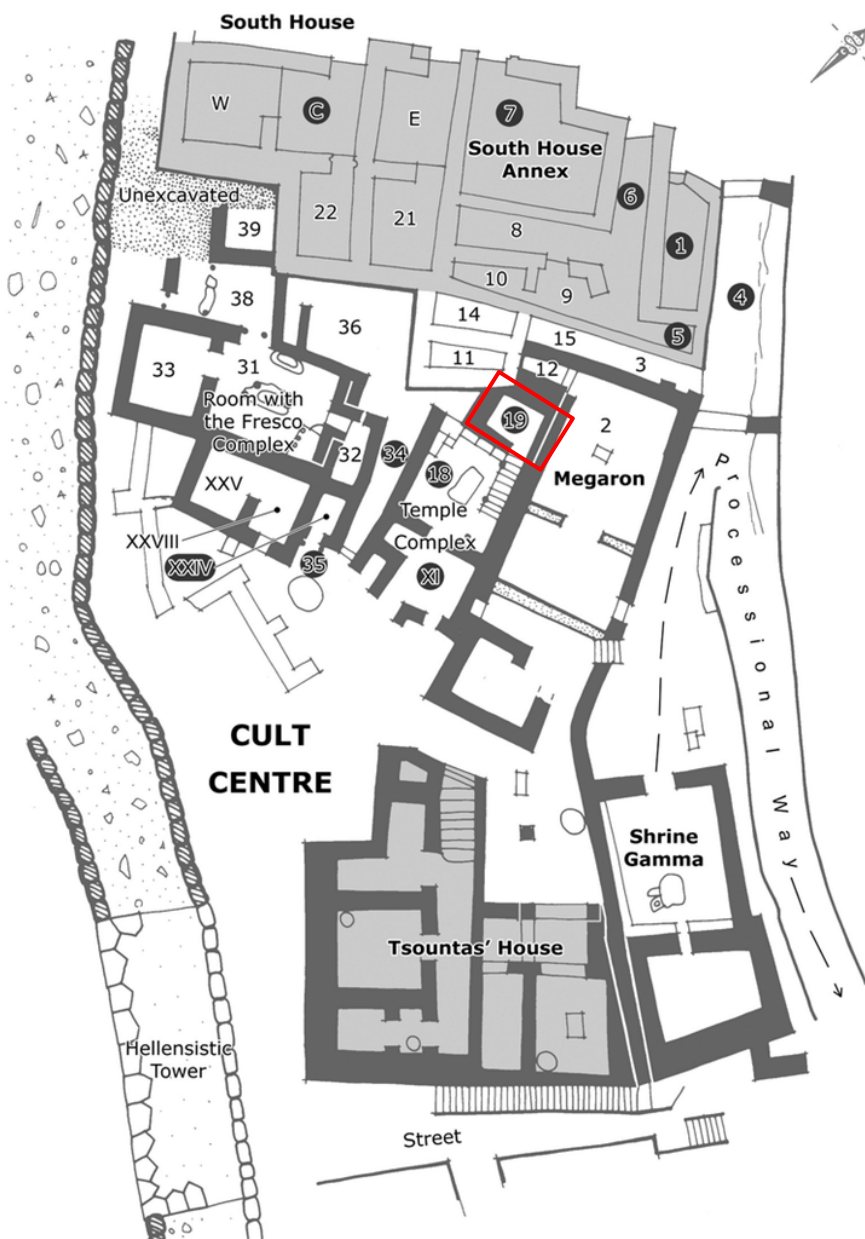 South House
W
C
E
7
South House
Annex
6
Unexcavated
39
22
21
8
1
10
9
4
38
36
14
15
5
33
31
11
12
3
Room with
the Fresco
Complex
19
2
32
34
18
Megaron
XXV
Temple
Complex
XXVIII
XXIV
35
XI
Processional Way
CULT
CENTRE
Shrine
Gamma
Tsountas' House
Hellensistic
Tower
Street